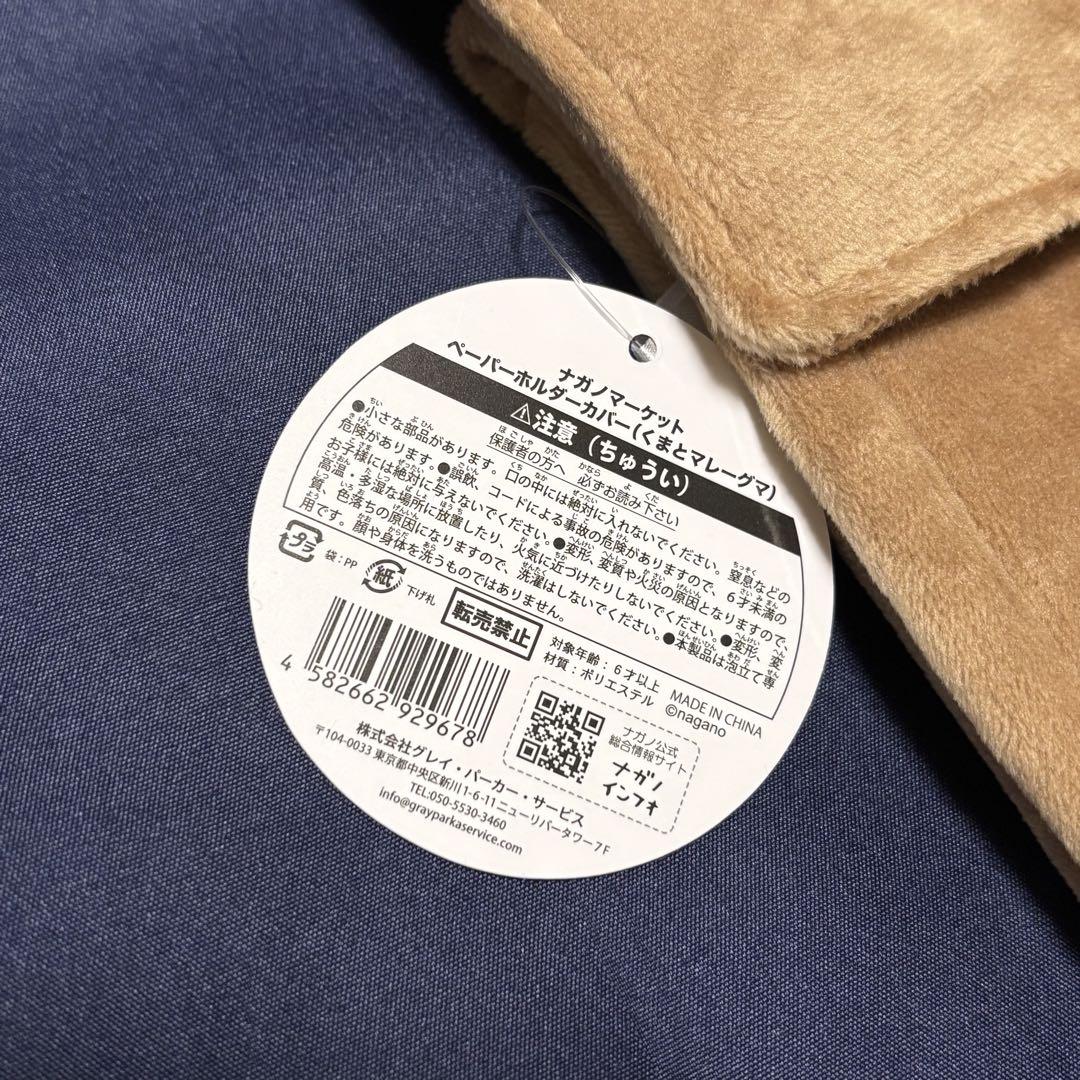 ナガノマーケット
ペーパーホルダーカバー(くまとマレーグマ)
⚠注意(ちゅうい)
保護者の方へ 必ずお読み下さい
●小さな部品があります。口の中には絶対に入れないでください。窒息などの
危険があります。●誤飲、コードによる事故の危険がありますので、6才未満の
お子様には絶対に与えないでください。●変形、変質や火災の原因となりますので、
高温・多湿な場所に放置したり、火気に近づけたりしないでください。●変形、変
質、色落ちの原因になりますので、洗濯はしないでください。●本製品は泡立て専
用です。顔や身体を洗うものではありません。
プラ
袋:PP
紙
下げ札
転売禁止
対象年齢:6才以上
材質:ポリエステル
MADE IN CHINA
©nagano
4 582662 929678
ナガノ公式
総合情報サイト
ナガノ
インフォ
株式会社グレイ・パーカー・サービス
〒104-0033 東京都中央区新川1-6-11ニューリバータワー7F
TEL:050-5530-3460
info@grayparkaservice.com